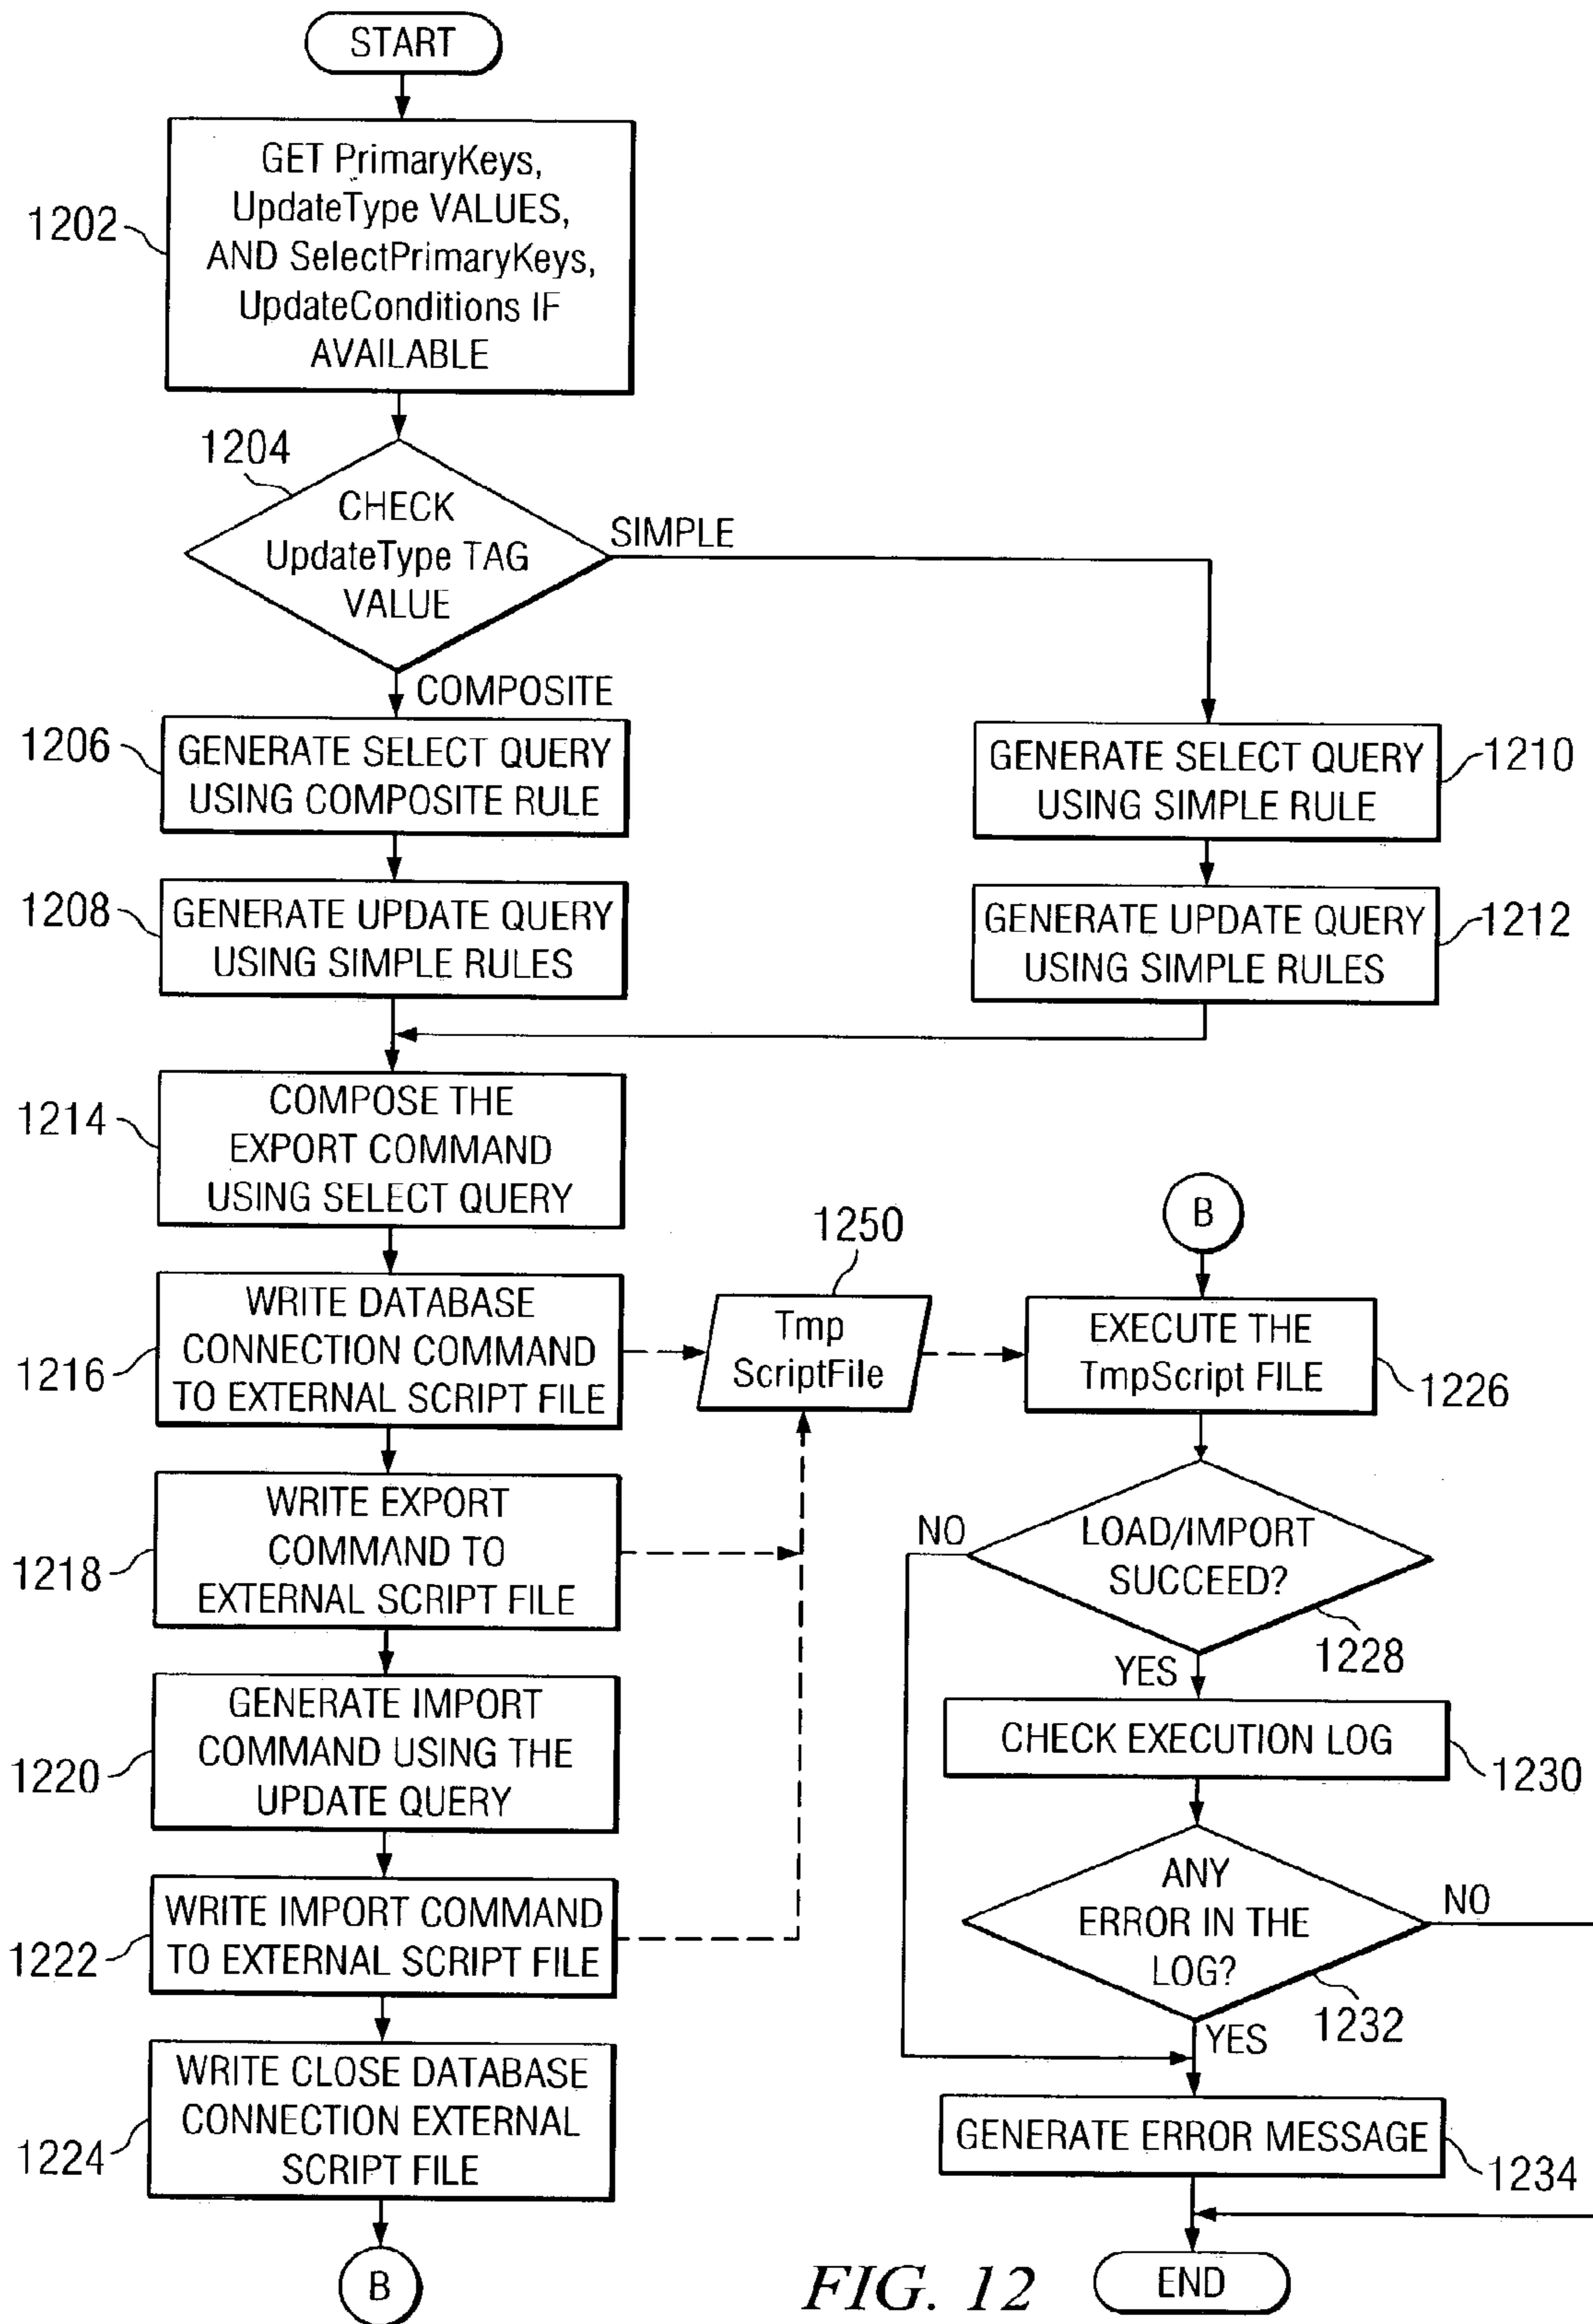 START
GET PrimaryKeys,
UpdateType VALUES,
AND SelectPrimaryKeys,
UpdateConditions IF
AVAILABLE
1202
1204
CHECK
UpdateType TAG
VALUE
SIMPLE
COMPOSITE
1206
GENERATE SELECT QUERY
USING COMPOSITE RULE
GENERATE SELECT QUERY
USING SIMPLE RULE
1210
1208
GENERATE UPDATE QUERY
USING SIMPLE RULES
GENERATE UPDATE QUERY
USING SIMPLE RULES
1212
1214
COMPOSE THE
EXPORT COMMAND
USING SELECT QUERY
1216
WRITE DATABASE
CONNECTION COMMAND
TO EXTERNAL SCRIPT FILE
1218
WRITE EXPORT
COMMAND TO
EXTERNAL SCRIPT FILE
1220
GENERATE IMPORT
COMMAND USING THE
UPDATE QUERY
1222
WRITE IMPORT COMMAND
TO EXTERNAL SCRIPT FILE
1224
WRITE CLOSE DATABASE
CONNECTION EXTERNAL
SCRIPT FILE
B
1250
Tmp
ScriptFile
B
EXECUTE THE
TmpScript FILE
1226
NO
LOAD/IMPORT
SUCCEED?
1228
YES
CHECK EXECUTION LOG
1230
ANY
ERROR IN THE
LOG?
NO
1232
YES
GENERATE ERROR MESSAGE
1234
END
FIG. 12